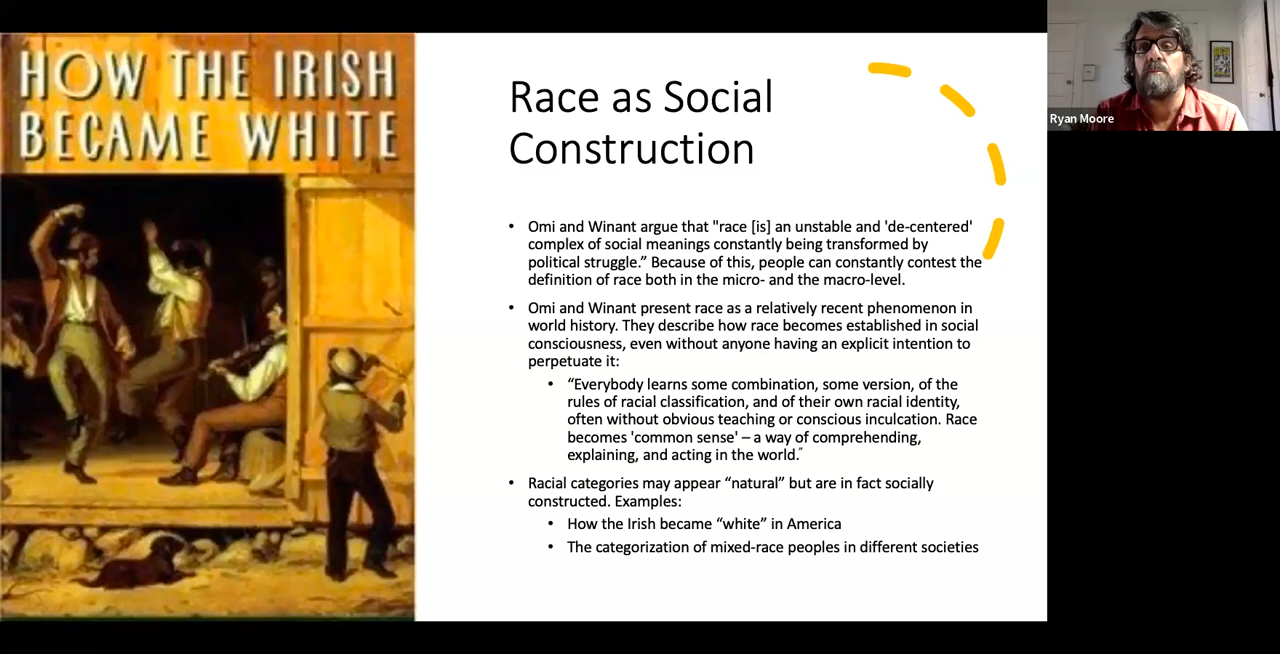 HOW THE IRISH
BECAME WHITE
Race as Social
Construction
• Omi and Winant argue that "race [is] an unstable and 'de-centered'
complex of social meanings constantly being transformed by
political struggle.” Because of this, people can constantly contest the
definition of race both in the micro- and the macro-level.
• Omi and Winant present race as a relatively recent phenomenon in
world history. They describe how race becomes established in social
consciousness, even without anyone having an explicit intention to
perpetuate it:
• “Everybody learns some combination, some version, of the
rules of racial classification, and of their own racial identity,
often without obvious teaching or conscious inculcation. Race
becomes 'common sense' – a way of comprehending,
explaining, and acting in the world.”
• Racial categories may appear “natural” but are in fact socially
constructed. Examples:
• How the Irish became “white” in America
• The categorization of mixed-race peoples in different societies
Ryan Moore